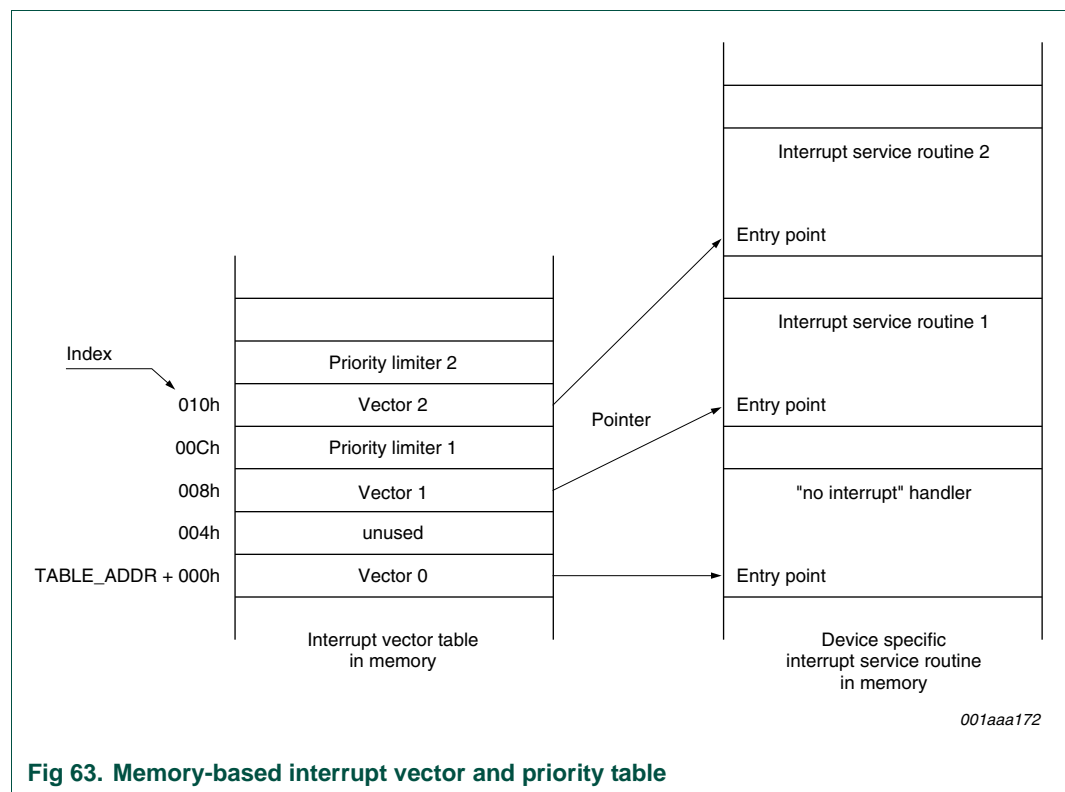 Interrupt service routine 2
Entry point
Interrupt service routine 1
Index
Priority limiter 2
010h
Vector 2
Pointer
Entry point
00Ch
Priority limiter 1
008h
Vector 1
"no interrupt" handler
004h
unused
TABLE_ADDR + 000h
Vector 0
Entry point
Interrupt vector table
in memory
Device specific
interrupt service routine
in memory
001aaa172
Fig 63. Memory-based interrupt vector and priority table